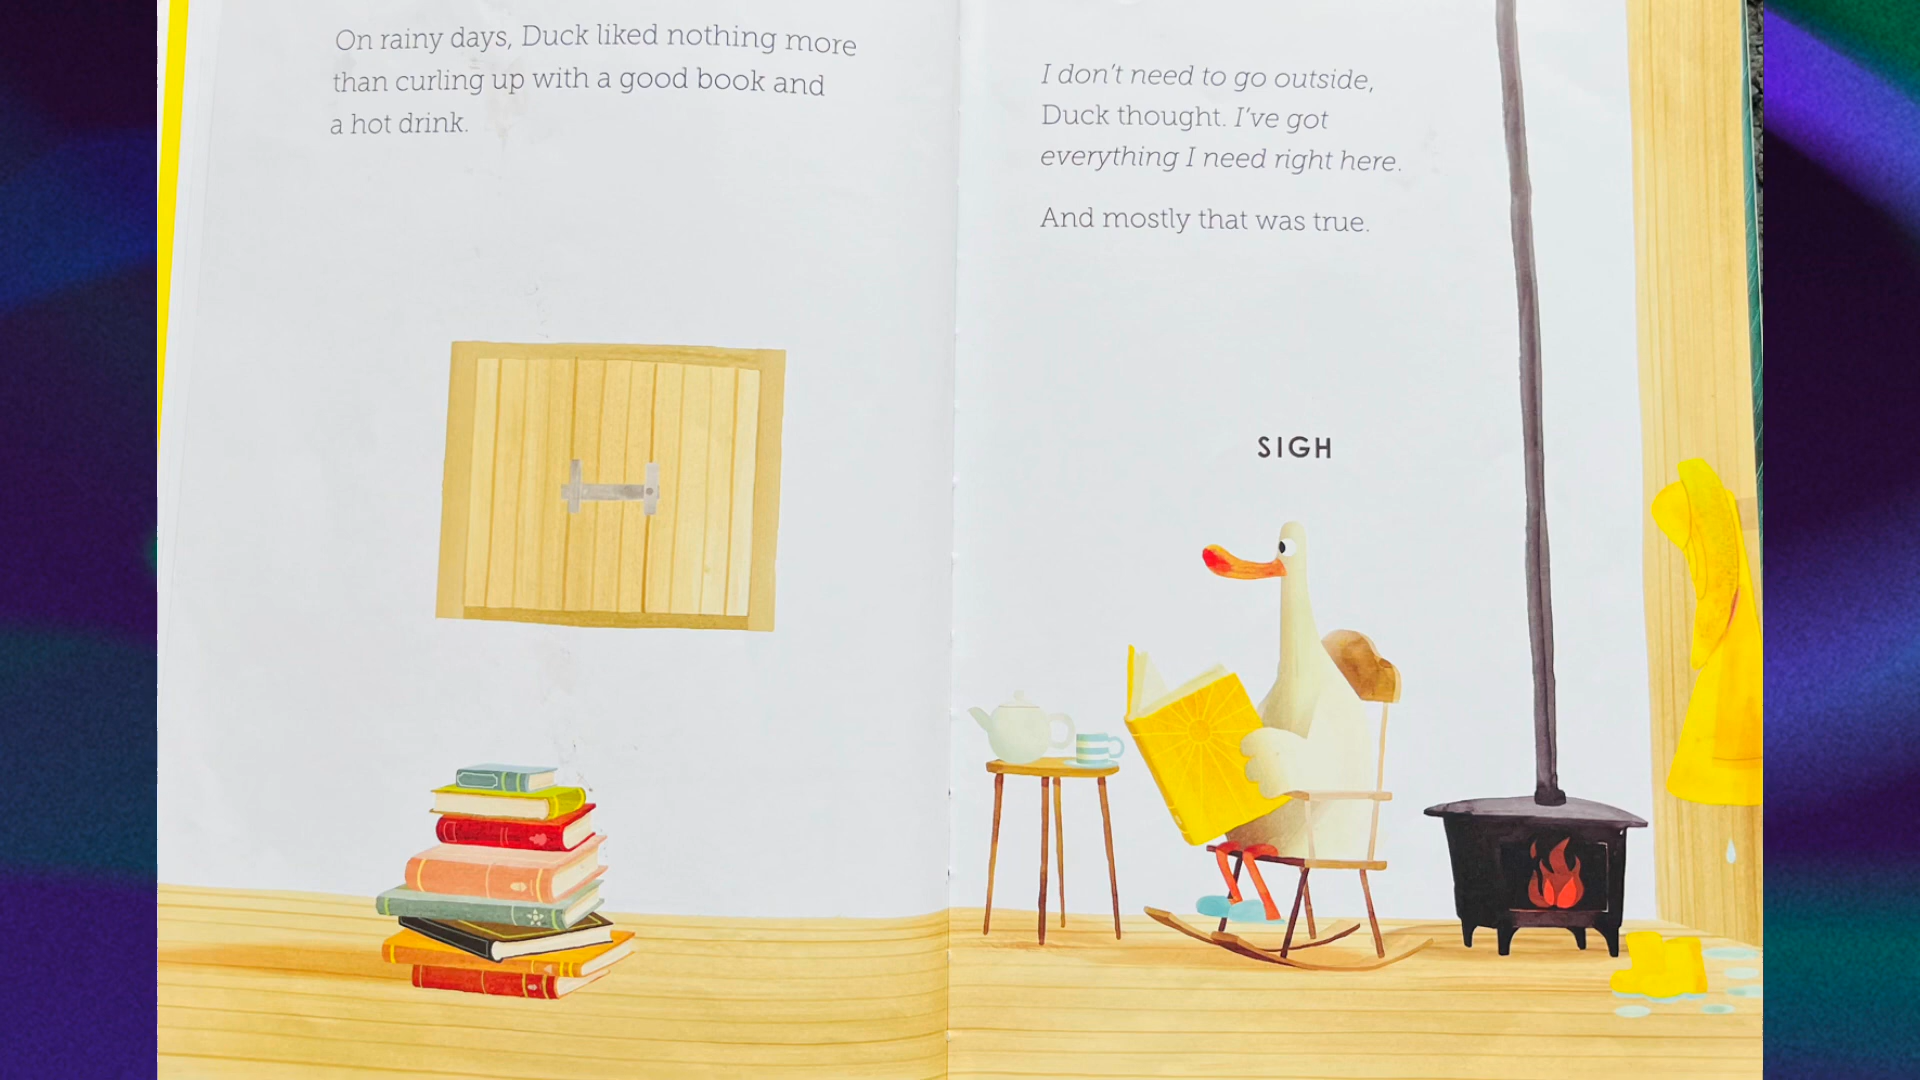 On rainy days, Duck liked nothing more
than curling up with a good book and
a hot drink.
I don't need to go outside,
Duck thought. I've got
everything I need right here.
And mostly that was true.
SIGH